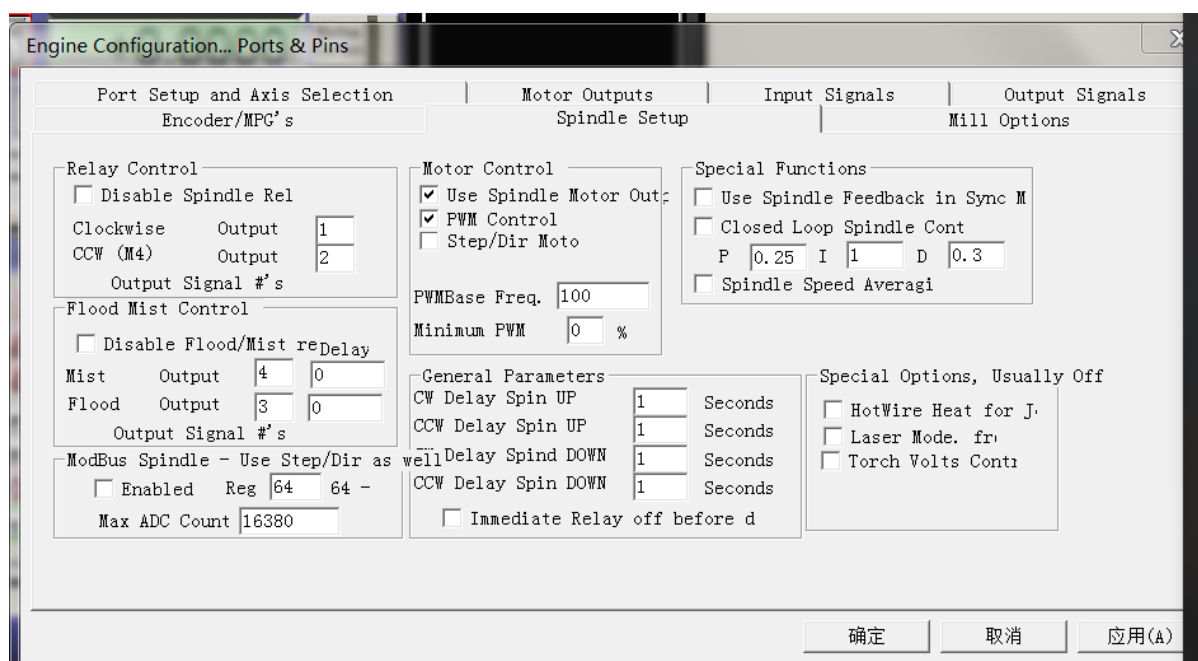 Engine Configuration... Ports & Pins
Port Setup and Axis Selection
Motor Outputs
Input Signals
Output Signals
Encoder/MPG's
Spindle Setup
Mill Options
Relay Control
Disable Spindle Rel
Clockwise Output 1
CCW (M4) Output 2
Output Signal #'s
Flood Mist Control
Disable Flood/Mist re Delay
Mist Output 4 0
Flood Output 3 0
Output Signal #'s
ModBus Spindle - Use Step/Dir as well
Enabled Reg 64 64 -
Max ADC Count 16380
Motor Control
Use Spindle Motor Outp
PWM Control
Step/Dir Moto
PWMBase Freq. 100
Minimum PWM 0 %
General Parameters
CW Delay Spin UP 1 Seconds
CCW Delay Spin UP 1 Seconds
Delay Spind DOWN 1 Seconds
CCW Delay Spin DOWN 1 Seconds
Immediate Relay off before d
Special Functions
Use Spindle Feedback in Sync M
Closed Loop Spindle Cont
P 0.25 I 1 D 0.3
Spindle Speed Averagi
Special Options, Usually Off
HotWire Heat for J
Laser Mode. fr
Torch Volts Contr
确定
取消
应用(A)